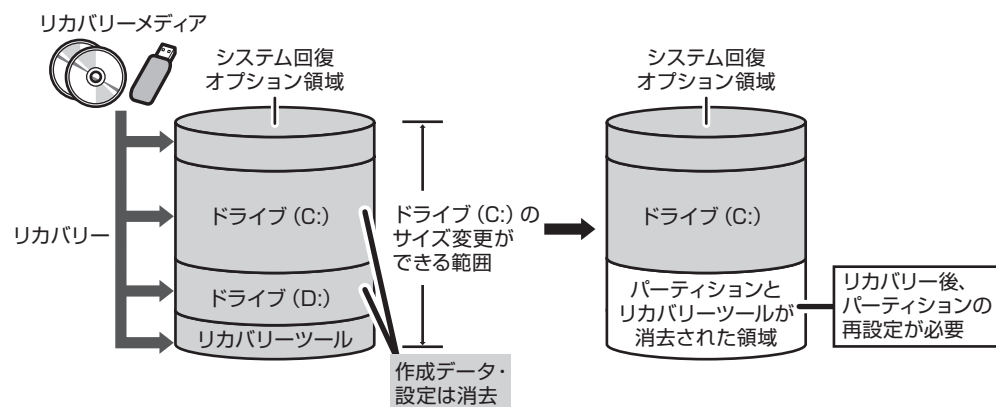 リカバリーメディア
システム回復
オプション領域
ドライブ（C:）
リカバリー
ドライブ（D:）
リカバリーツール
ドライブ（C:）の
サイズ変更が
できる範囲
作成データ・
設定は消去
システム回復
オプション領域
ドライブ（C:）
パーティションと
リカバリーツールが
消去された領域
リカバリー後、
パーティションの
再設定が必要